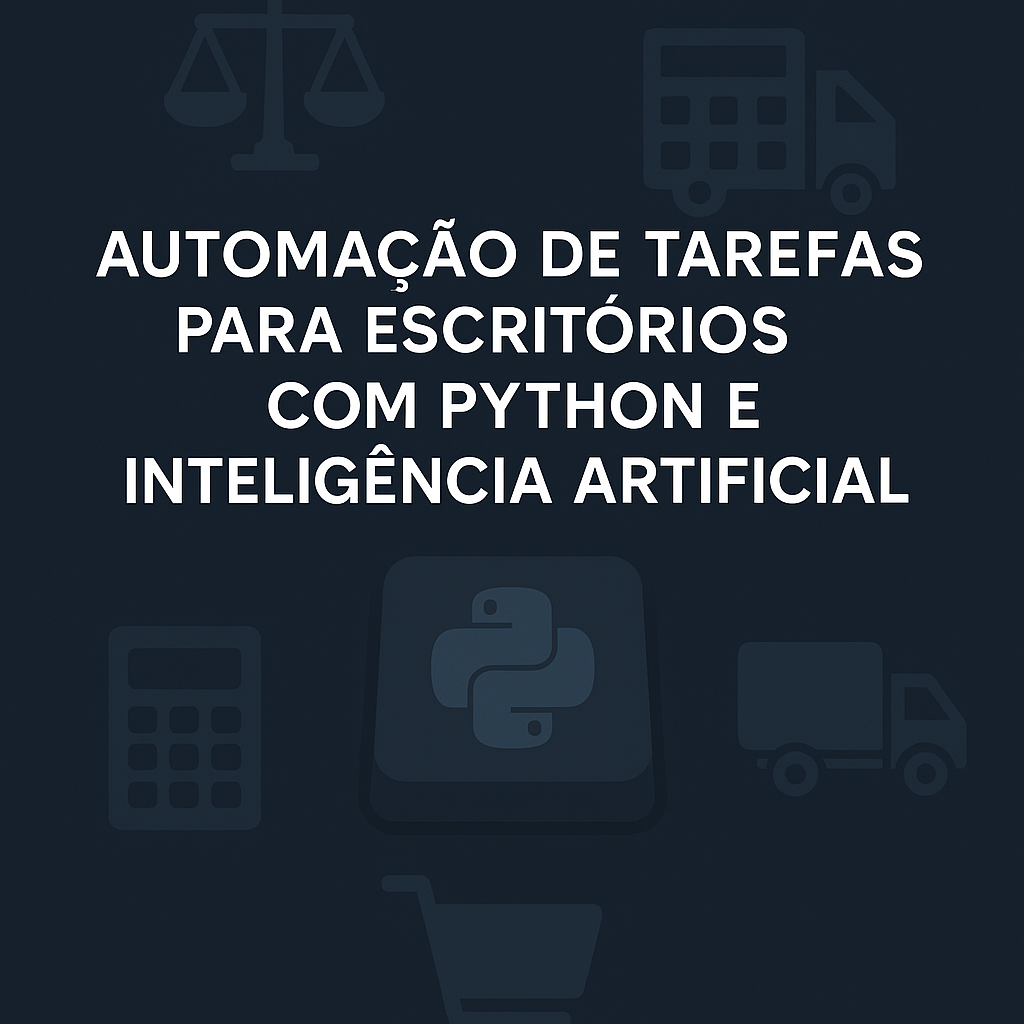 AUTOMAÇÃO DE TAREFAS
PARA ESCRITÓRIOS
COM PYTHON E
INTELIGÊNCIA ARTIFICIAL